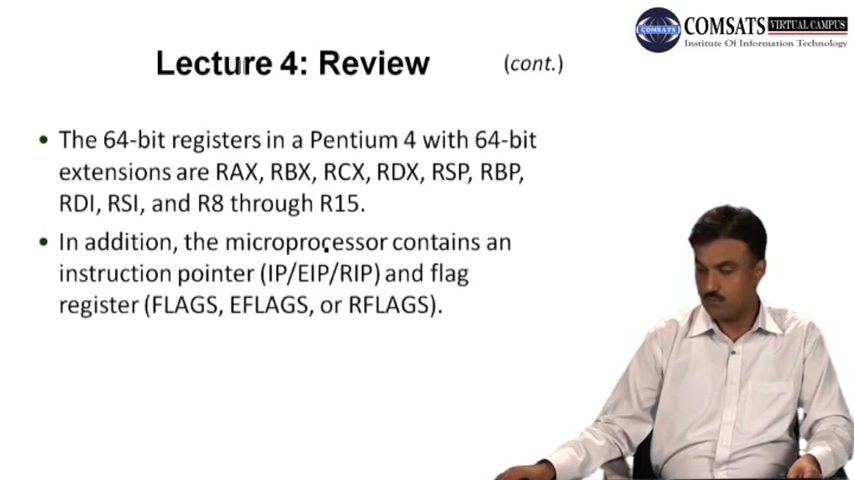 COMSATS VIRTUAL CAMPUS
COMSATS
Institute Of Information Technology
Lecture 4: Review (cont.)
• The 64-bit registers in a Pentium 4 with 64-bit
extensions are RAX, RBX, RCX, RDX, RSP, RBP,
RDI, RSI, and R8 through R15.
• In addition, the microprocessor contains an
instruction pointer (IP/EIP/RIP) and flag
register (FLAGS, EFLAGS, or RFLAGS).